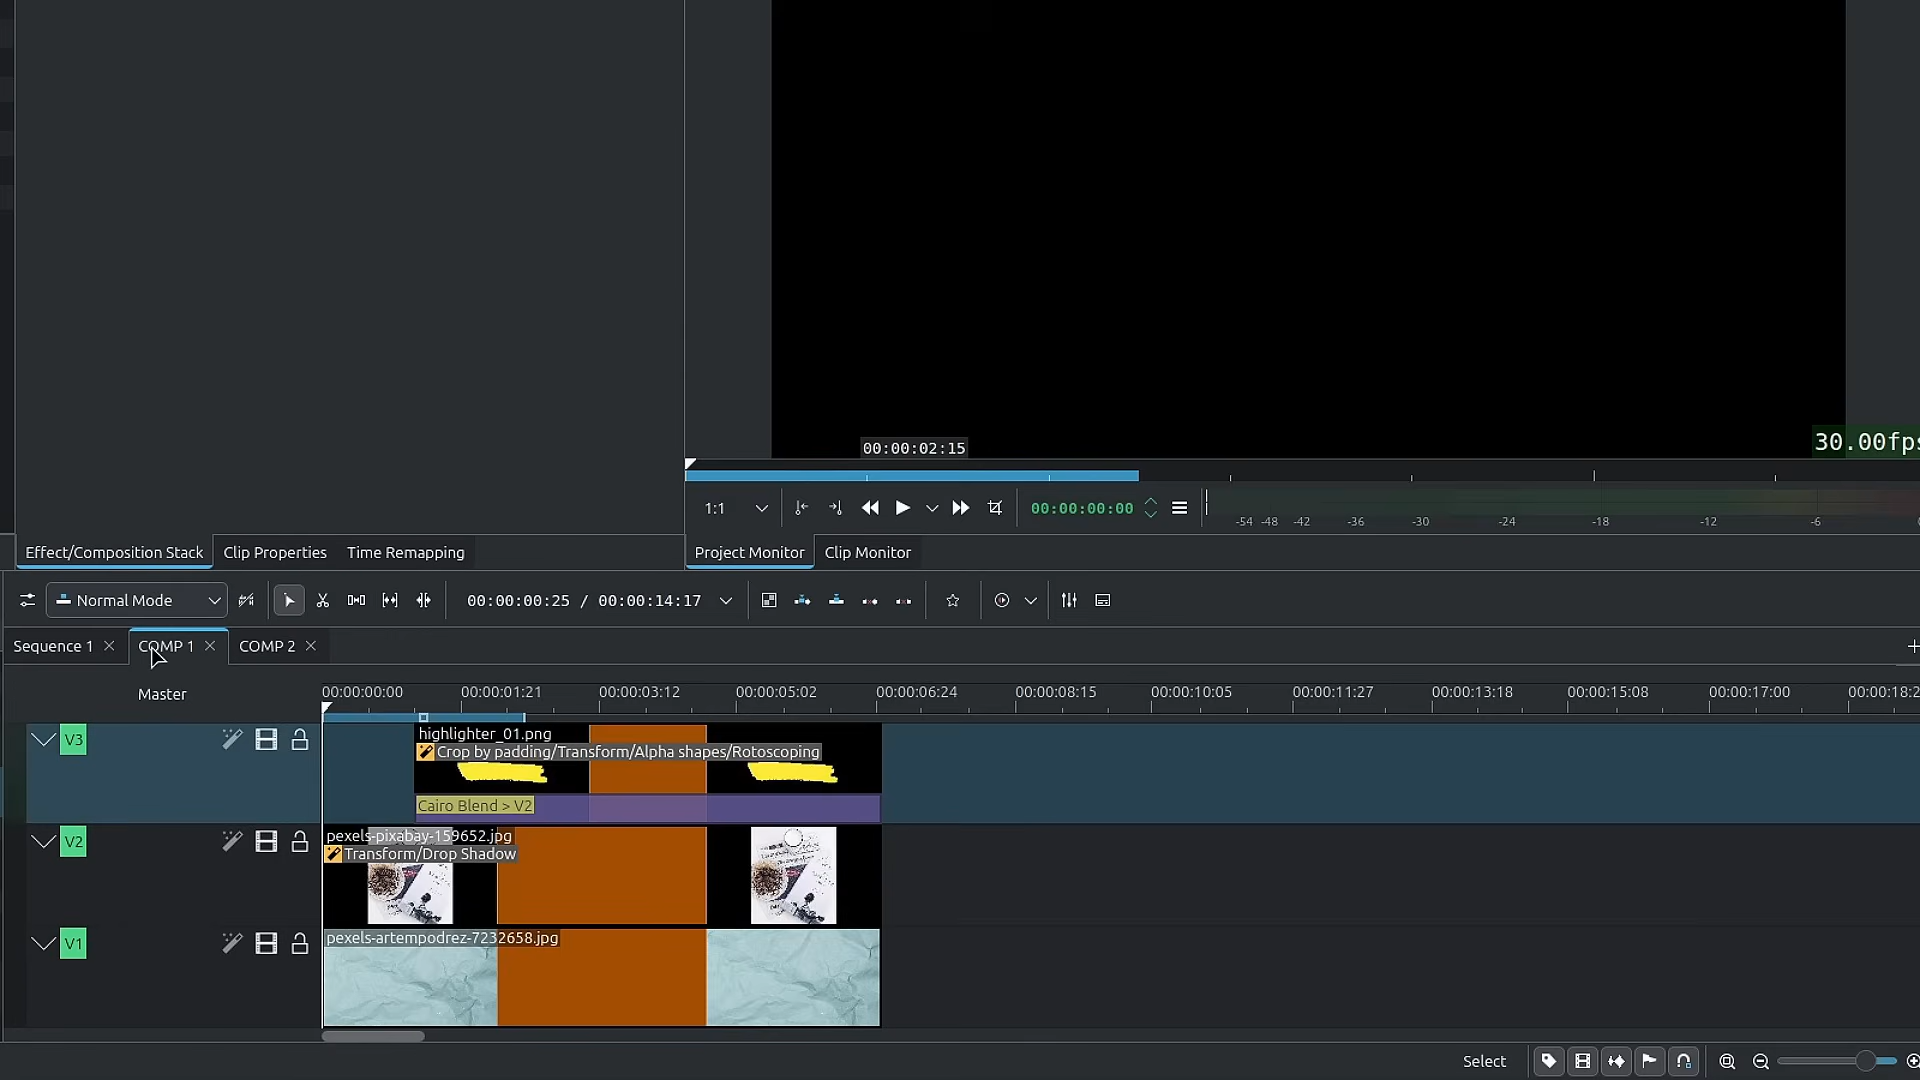 00:00:02:15
30.00fps
1:1
00:00:00:00
-54 -48 -42 -36 -30 -24 -18 -12 -6
Effect/Composition Stack Clip Properties Time Remapping
Project Monitor Clip Monitor
Normal Mode
00:00:00:25 / 00:00:14:17
Sequence 1 COMP 1 COMP 2
Master
00:00:00:00 00:00:01:21 00:00:03:12 00:00:05:02 00:00:06:24 00:00:08:15 00:00:10:05 00:00:11:27 00:00:13:18 00:00:15:08 00:00:17:00 00:00:18:2
V3
highlighter_01.png
Crop by padding/Transform/Alpha shapes/Rotoscoping
Cairo Blend > V2
V2
pexels-pixabay-159652.jpg
Transform/Drop Shadow
V1
pexels-artempodrez-7232658.jpg
Select